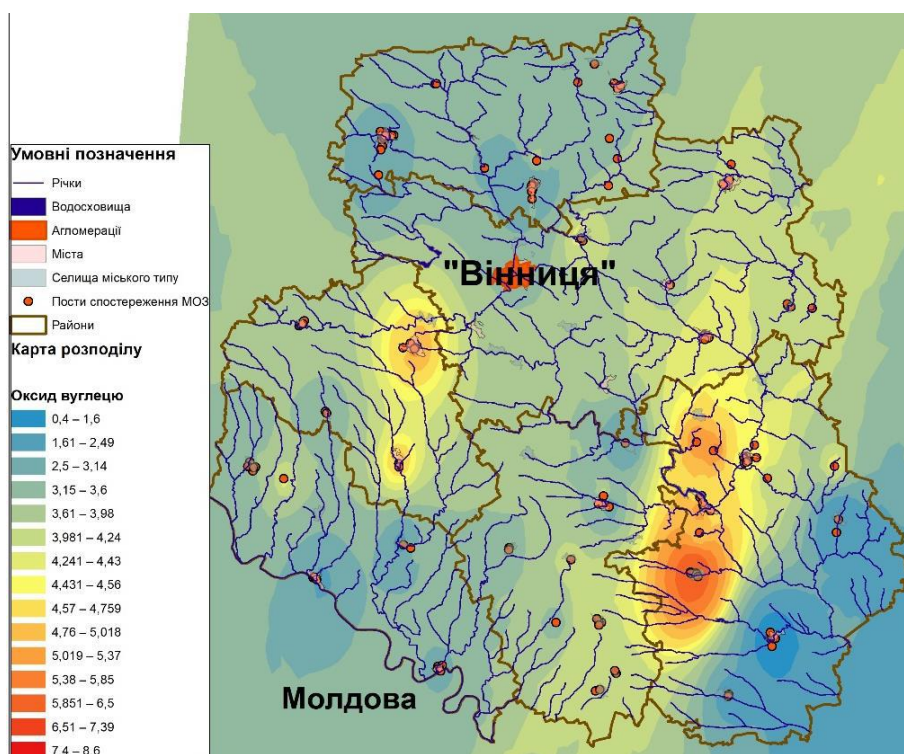 "Вінниця"
Молдова
Умовні позначення
Річки
Водосховища
Агломерації
Міста
Селища міського типу
Пости спостереження МОЗ
Райони
Карта розподілу
Оксид вуглецю
0,4 – 1,6
1,61 – 2,49
2,5 – 3,14
3,15 – 3,6
3,61 – 3,98
3,981 – 4,24
4,241 – 4,43
4,431 – 4,56
4,57 – 4,759
4,76 – 5,018
5,019 – 5,37
5,38 – 5,85
5,851 – 6,5
6,51 – 7,39
7,4 – 8,6